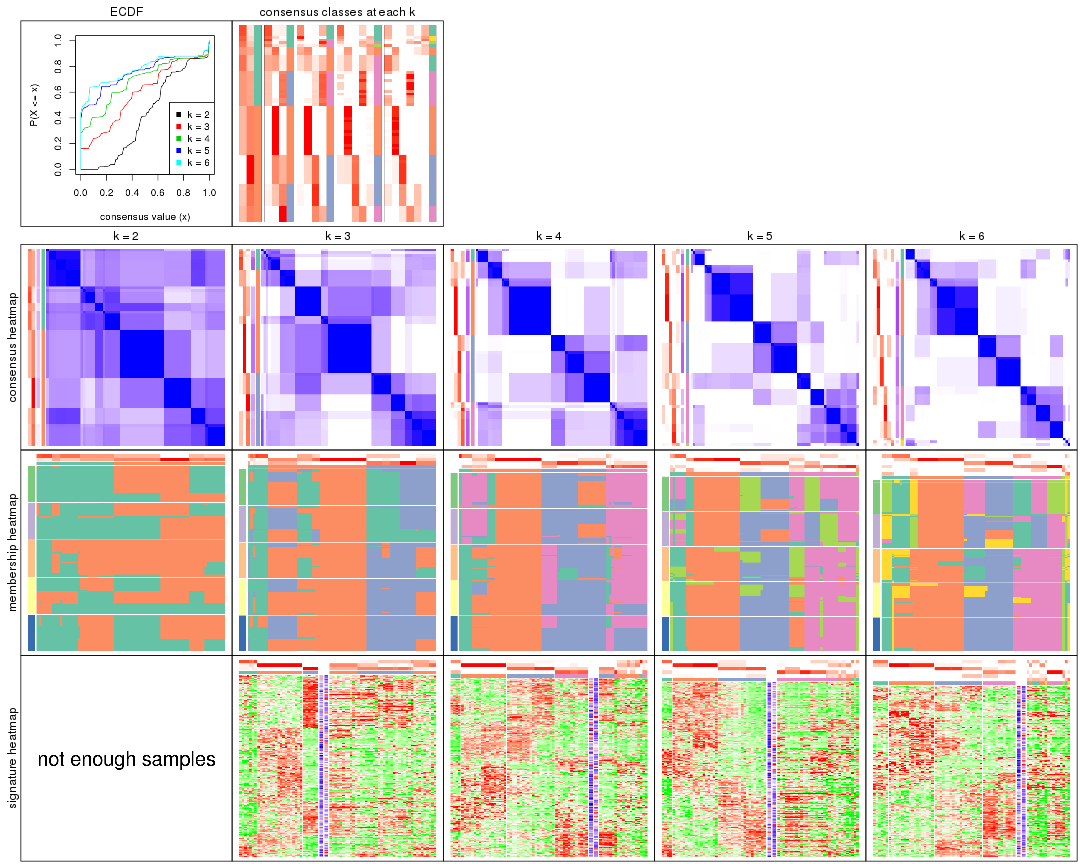 ECDF
consensus classes at each k
P(X <= x)
1.0
0.8
0.6
0.4
0.2
0.0
k = 2
k = 3
k = 4
k = 5
k = 6
0.0 0.2 0.4 0.6 0.8 1.0
consensus value (x)
k = 2 k = 3 k = 4 k = 5 k = 6
consensus heatmap
membership heatmap
signature heatmap
not enough samples